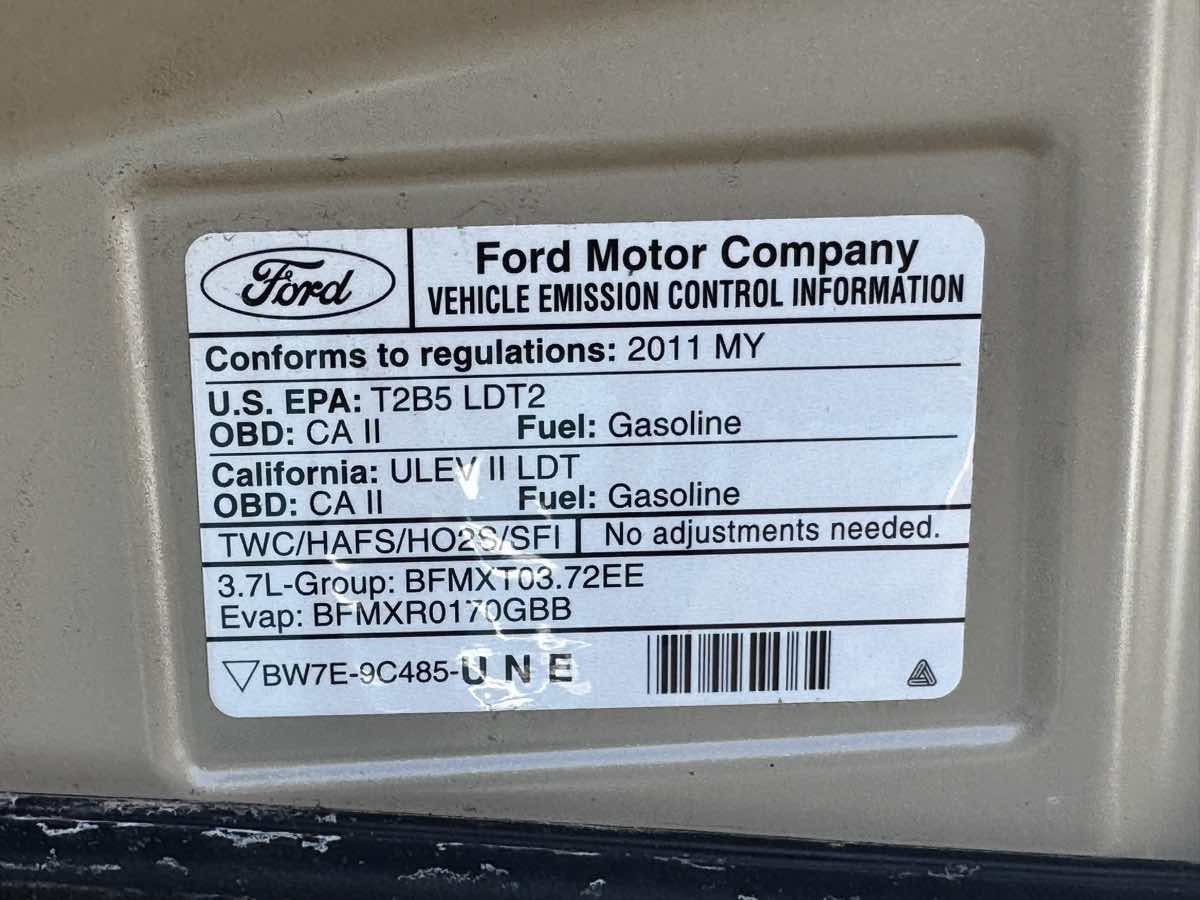 Ford
Ford Motor Company
VEHICLE EMISSION CONTROL INFORMATION
Conforms to regulations: 2011 MY
U.S. EPA: T2B5 LDT2
OBD: CA II Fuel: Gasoline
California: ULEV II LDT
OBD: CA II Fuel: Gasoline
TWC/HAFS/HO2S/SFI No adjustments needed.
3.7L-Group: BFMXT03.72EE
Evap: BFMXR0170GBB
BW7E-9C485-U N E